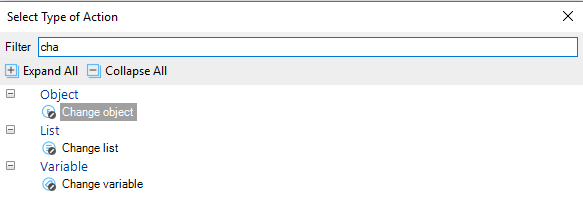 Select Type of Action
Filter cha
Expand All Collapse All
Object
Change object
List
Change list
Variable
Change variable